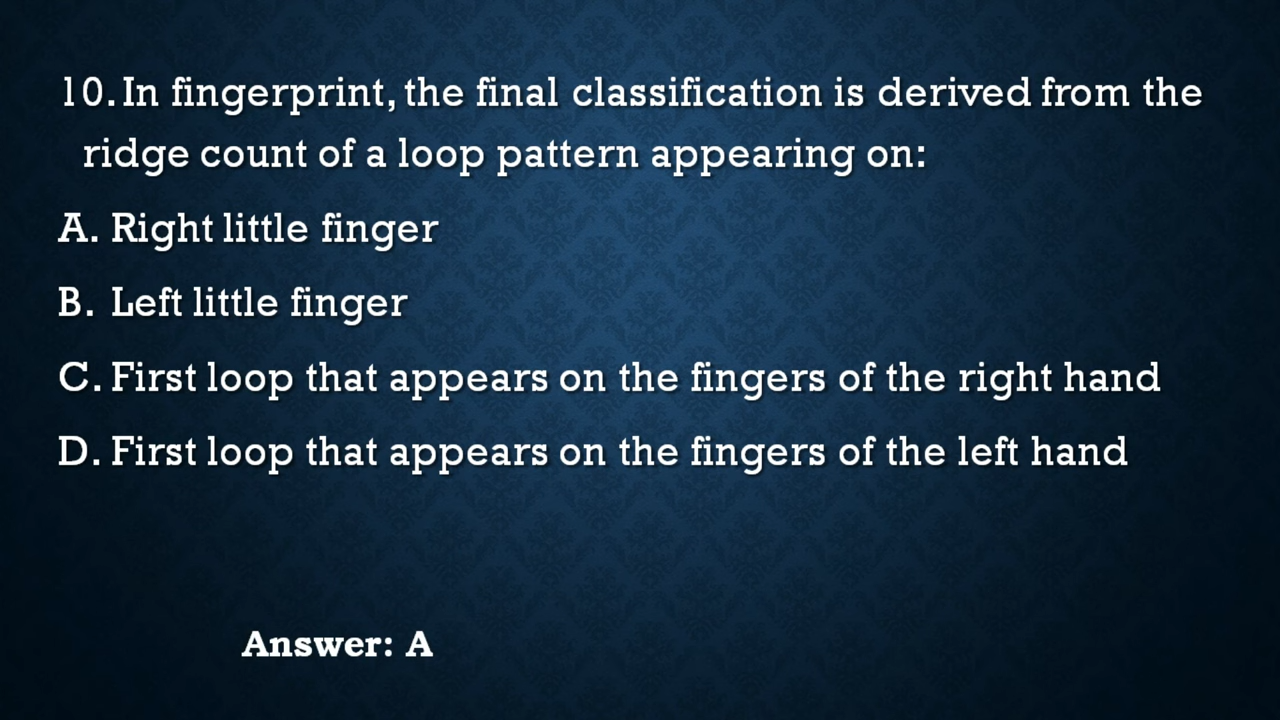 10. In fingerprint, the final classification is derived from the
ridge count of a loop pattern appearing on:
A. Right little finger
B. Left little finger
C. First loop that appears on the fingers of the right hand
D. First loop that appears on the fingers of the left hand
Answer: A